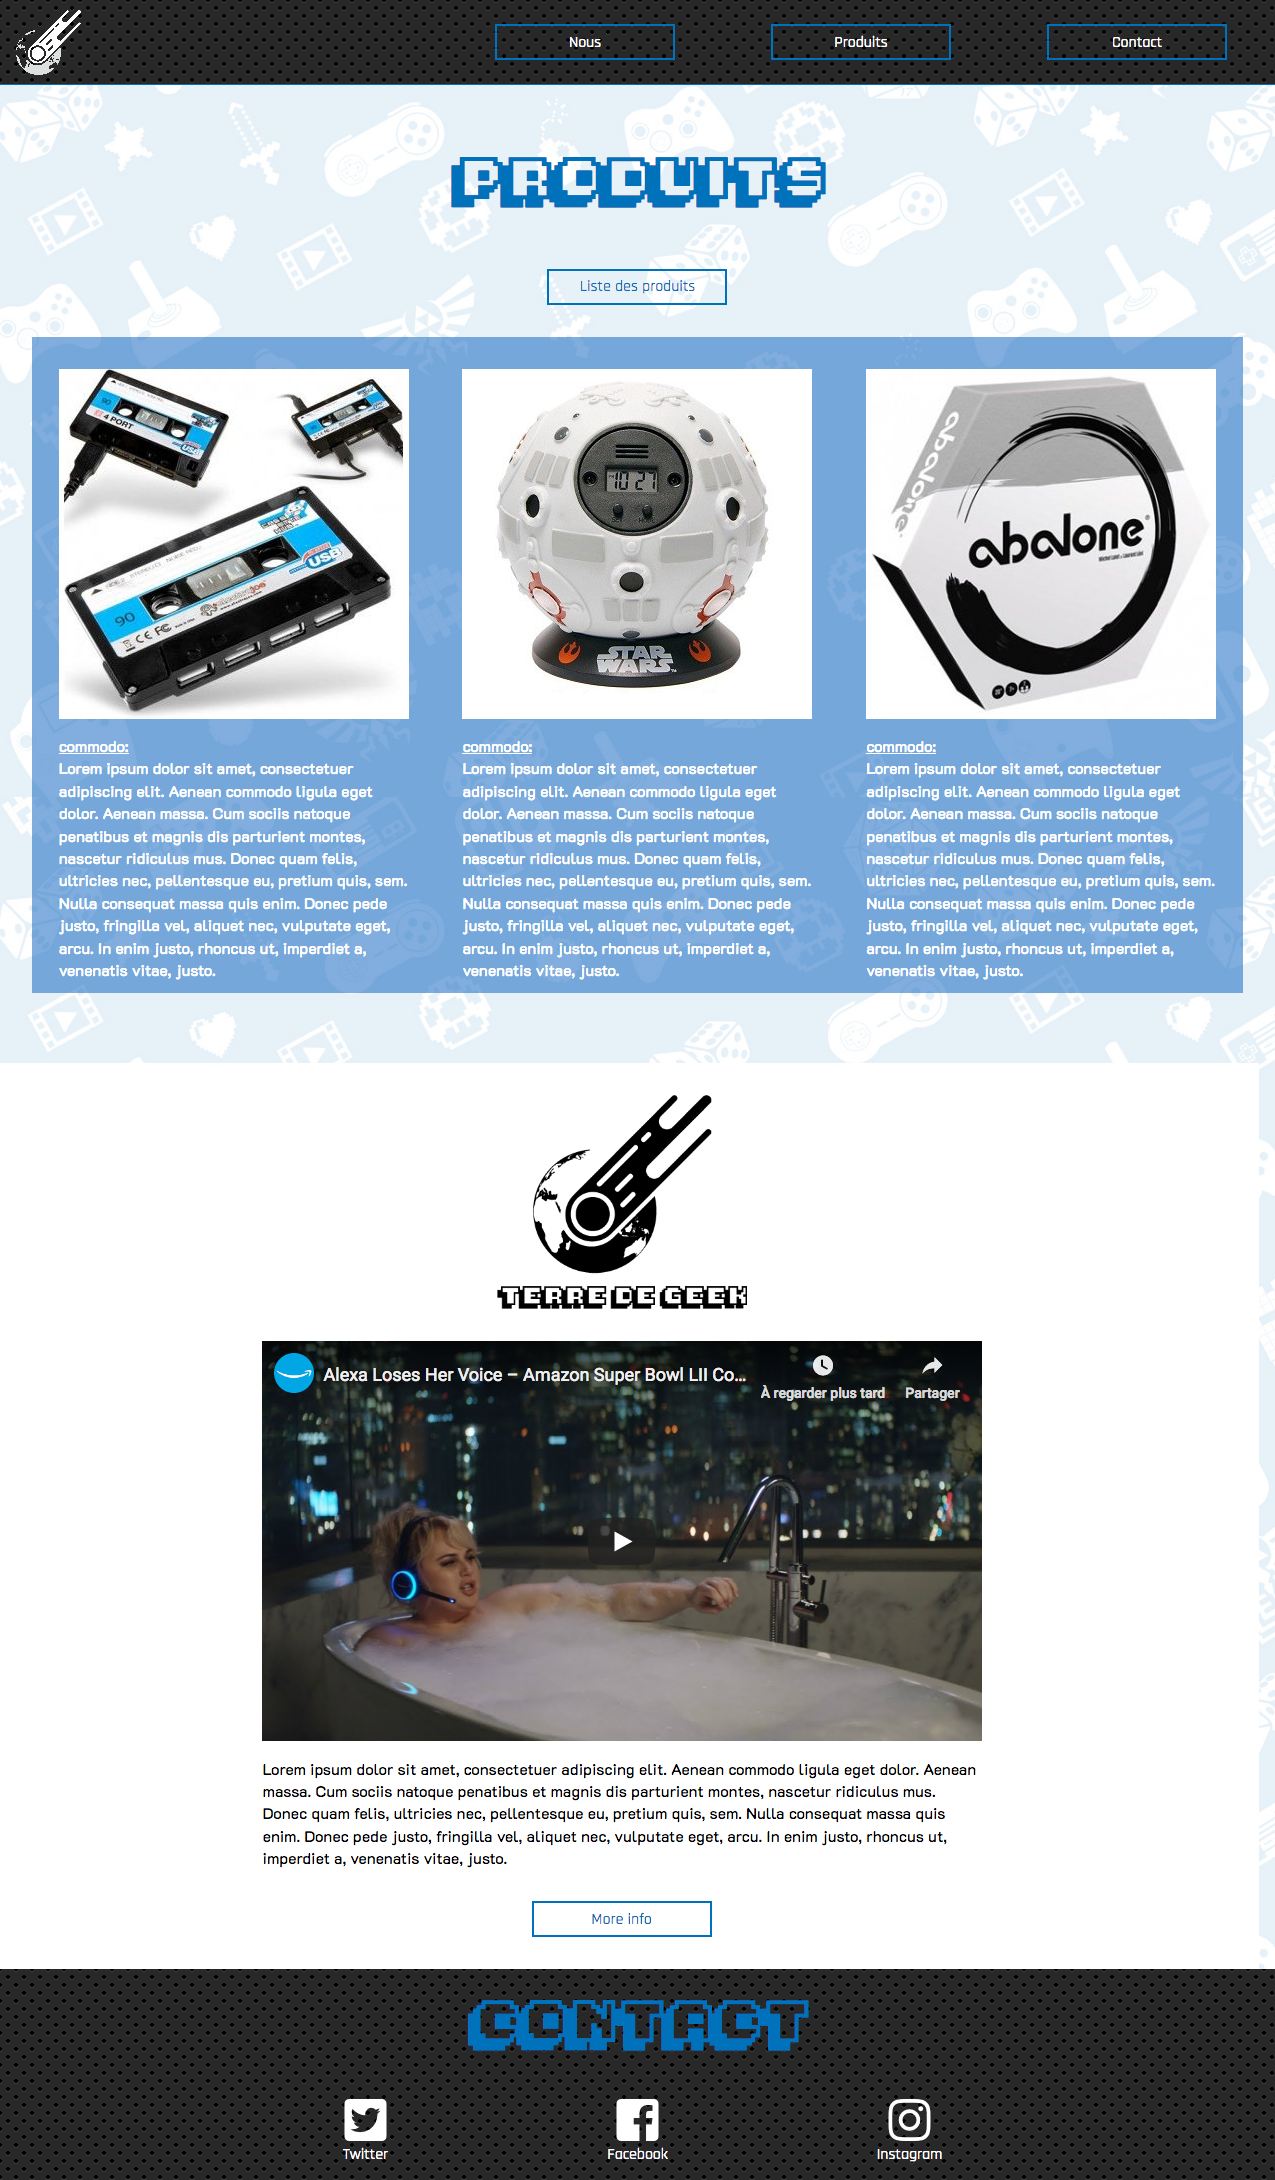 Nous
Produits
Contact
PRODUITS
Liste des produits
4 PORT
90
USB
90
CE FC
10:27
STAR
WARS
abalone
abalone
commodo:
Lorem ipsum dolor sit amet, consectetuer
adipiscing elit. Aenean commodo ligula eget
dolor. Aenean massa. Cum sociis natoque
penatibus et magnis dis parturient montes,
nascetur ridiculus mus. Donec quam felis,
ultricies nec, pellentesque eu, pretium quis, sem.
Nulla consequat massa quis enim. Donec pede
justo, fringilla vel, aliquet nec, vulputate eget,
arcu. In enim justo, rhoncus ut, imperdiet a,
venenatis vitae, justo.
commodo:
Lorem ipsum dolor sit amet, consectetuer
adipiscing elit. Aenean commodo ligula eget
dolor. Aenean massa. Cum sociis natoque
penatibus et magnis dis parturient montes,
nascetur ridiculus mus. Donec quam felis,
ultricies nec, pellentesque eu, pretium quis, sem.
Nulla consequat massa quis enim. Donec pede
justo, fringilla vel, aliquet nec, vulputate eget,
arcu. In enim justo, rhoncus ut, imperdiet a,
venenatis vitae, justo.
commodo:
Lorem ipsum dolor sit amet, consectetuer
adipiscing elit. Aenean commodo ligula eget
dolor. Aenean massa. Cum sociis natoque
penatibus et magnis dis parturient montes,
nascetur ridiculus mus. Donec quam felis,
ultricies nec, pellentesque eu, pretium quis, sem.
Nulla consequat massa quis enim. Donec pede
justo, fringilla vel, aliquet nec, vulputate eget,
arcu. In enim justo, rhoncus ut, imperdiet a,
venenatis vitae, justo.
TERRE DE GEEK
Alexa Loses Her Voice – Amazon Super Bowl LII Co...
À regarder plus tard
Partager
Lorem ipsum dolor sit amet, consectetuer adipiscing elit. Aenean commodo ligula eget dolor. Aenean
massa. Cum sociis natoque penatibus et magnis dis parturient montes, nascetur ridiculus mus.
Donec quam felis, ultricies nec, pellentesque eu, pretium quis, sem. Nulla consequat massa quis
enim. Donec pede justo, fringilla vel, aliquet nec, vulputate eget, arcu. In enim justo, rhoncus ut,
imperdiet a, venenatis vitae, justo.
More info
CONTACT
Twitter
Facebook
Instagram